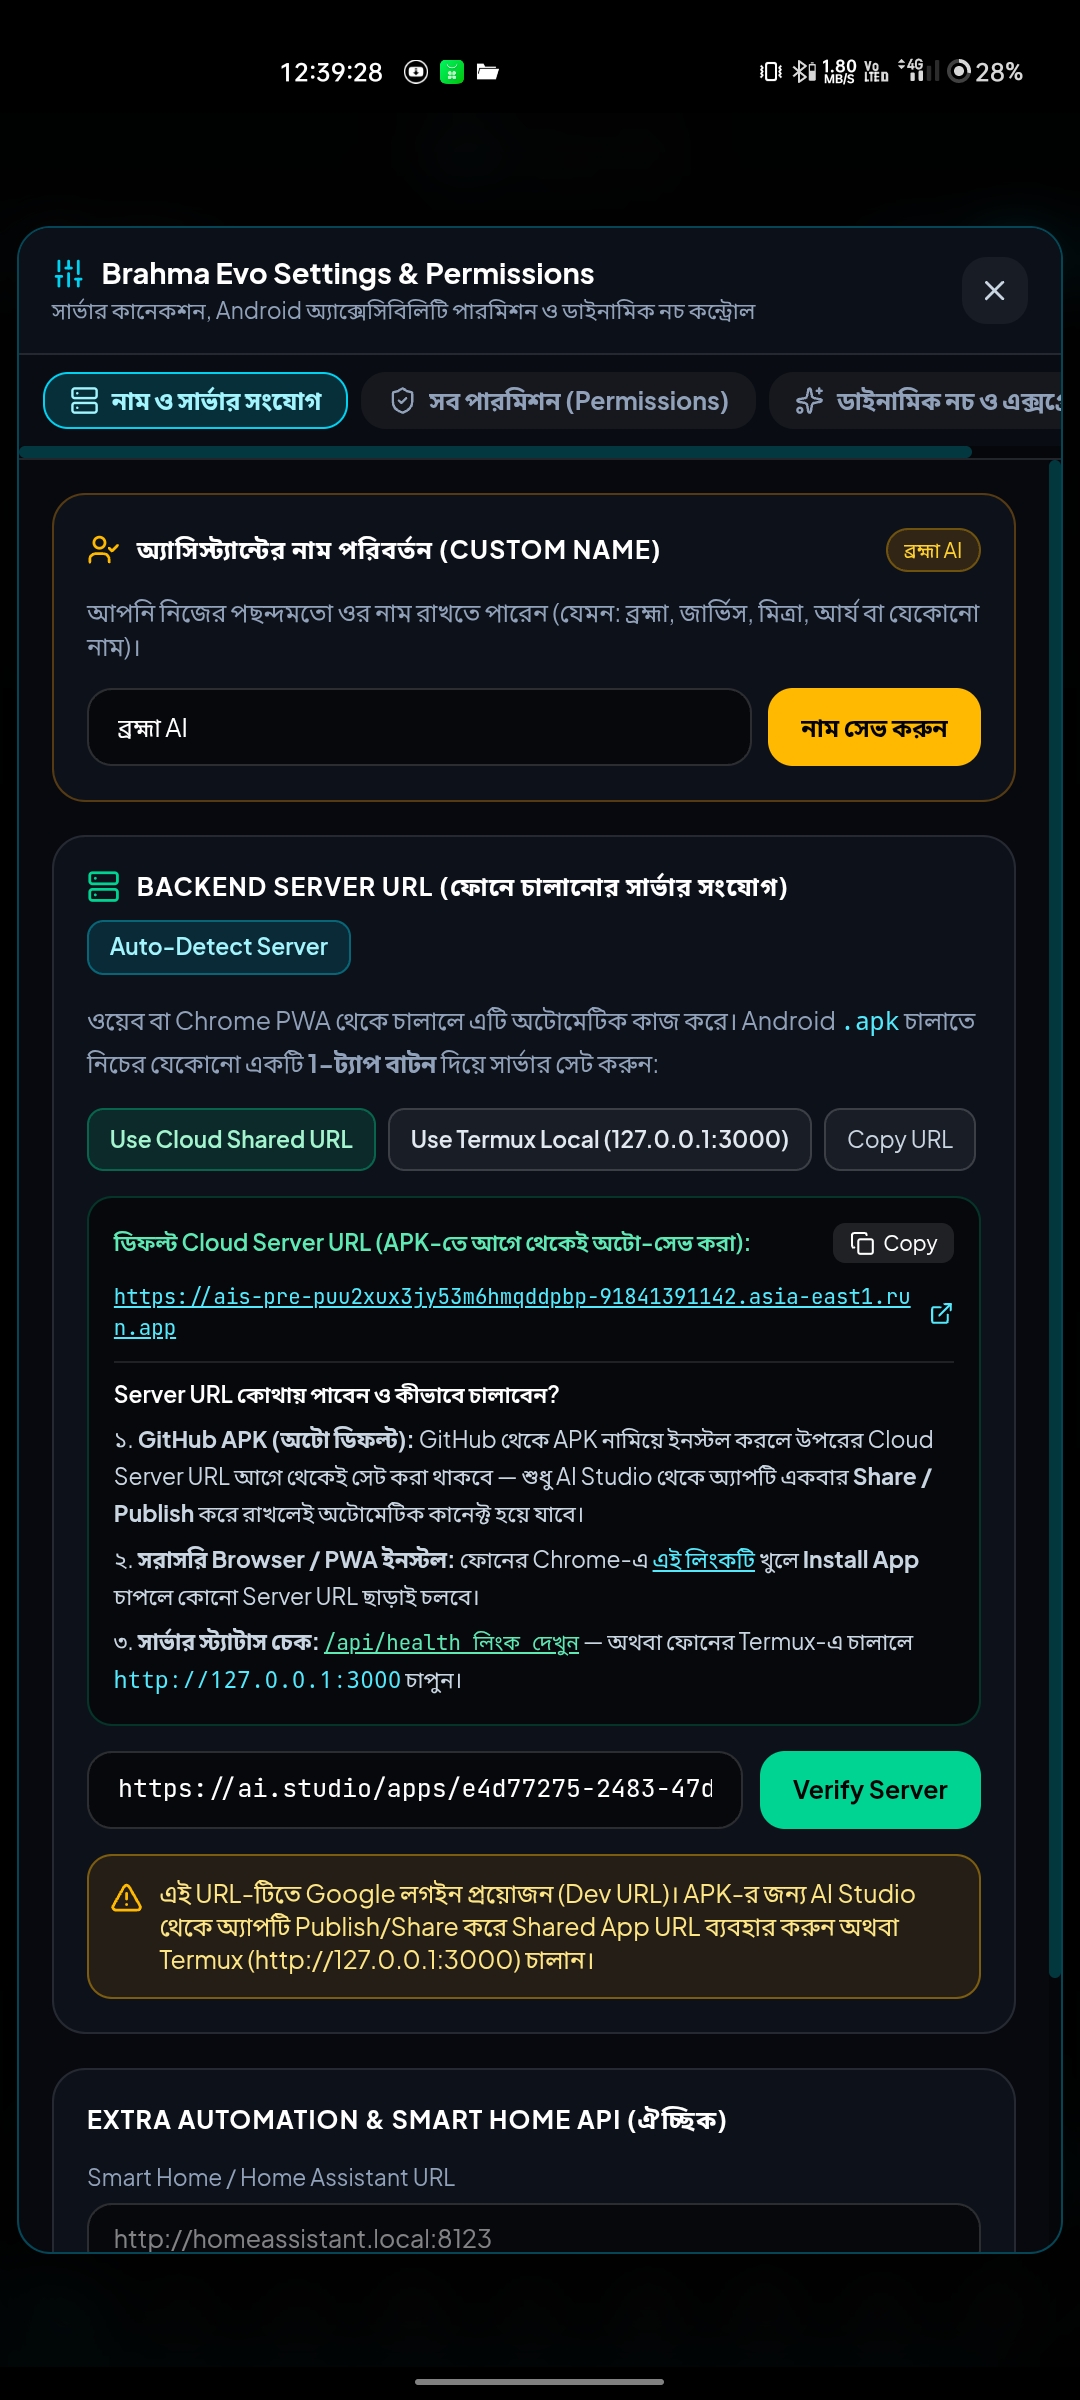 12:39:28
1.80 MB/S
Vo LTED
4G
28%
Brahma Evo Settings & Permissions
সার্ভার কানেকশন, Android অ্যাক্সেসিবিলিটি পারমিশন ও ডাইনামিক নচ কন্ট্রোল
নাম ও সার্ভার সংযোগ
সব পারমিশন (Permissions)
ডাইনামিক নচ ও
অ্যাসিস্ট্যান্টের নাম পরিবর্তন (CUSTOM NAME)
ব্রহ্মা AI
আপনি নিজের পছন্দমতো ওর নাম রাখতে পারেন (যেমন: ব্রহ্মা, জার্ভিস, মিত্রা, আর্য বা যেকোনো
নাম)।
ব্রহ্মা AI
নাম সেভ করুন
BACKEND SERVER URL (ফোনে চালানোর সার্ভার সংযোগ)
Auto-Detect Server
ওয়েব বা Chrome PWA থেকে চালালে এটি অটোমেটিক কাজ করে। Android .apk চালাতে
নিচের যেকোনো একটি 1-ট্যাপ বাটন দিয়ে সার্ভার সেট করুন:
Use Cloud Shared URL
Use Termux Local (127.0.0.1:3000)
Copy URL
ডিফল্ট Cloud Server URL (APK-তে আগে থেকেই অটো-সেভ করা):
Copy
https://ais-pre-puu2xux3jy53m6hmqddpbp-91841391142.asia-east1.ru
n.app
Server URL কোথায় পাবেন ও কীভাবে চালাবেন?
১. GitHub APK (অটো ডিফল্ট): GitHub থেকে APK নামিয়ে ইনস্টল করলে উপরের Cloud
Server URL আগে থেকেই সেট করা থাকবে — শুধু AI Studio থেকে অ্যাপটি একবার Share /
Publish করে রাখলেই অটোমেটিক কানেক্ট হয়ে যাবে।
২. সরাসরি Browser / PWA ইনস্টল: ফোনের Chrome-এ এই লিংকটি খুলে Install App
চাপলে কোনো Server URL ছাড়াই চলবে।
৩. সার্ভার স্ট্যাটাস চেক: /api/health লিংক দেখুন — অথবা ফোনের Termux-এ চালালে
http://127.0.0.1:3000 চাপুন।
https://ai.studio/apps/e4d77275-2483-47d
Verify Server
এই URL-টিতে Google লগইন প্রয়োজন (Dev URL)। APK-র জন্য AI Studio
থেকে অ্যাপটি Publish/Share করে Shared App URL ব্যবহার করুন অথবা
Termux (http://127.0.0.1:3000) চালান।
EXTRA AUTOMATION & SMART HOME API (ঐচ্ছিক)
Smart Home / Home Assistant URL
http://homeassistant.local:8123